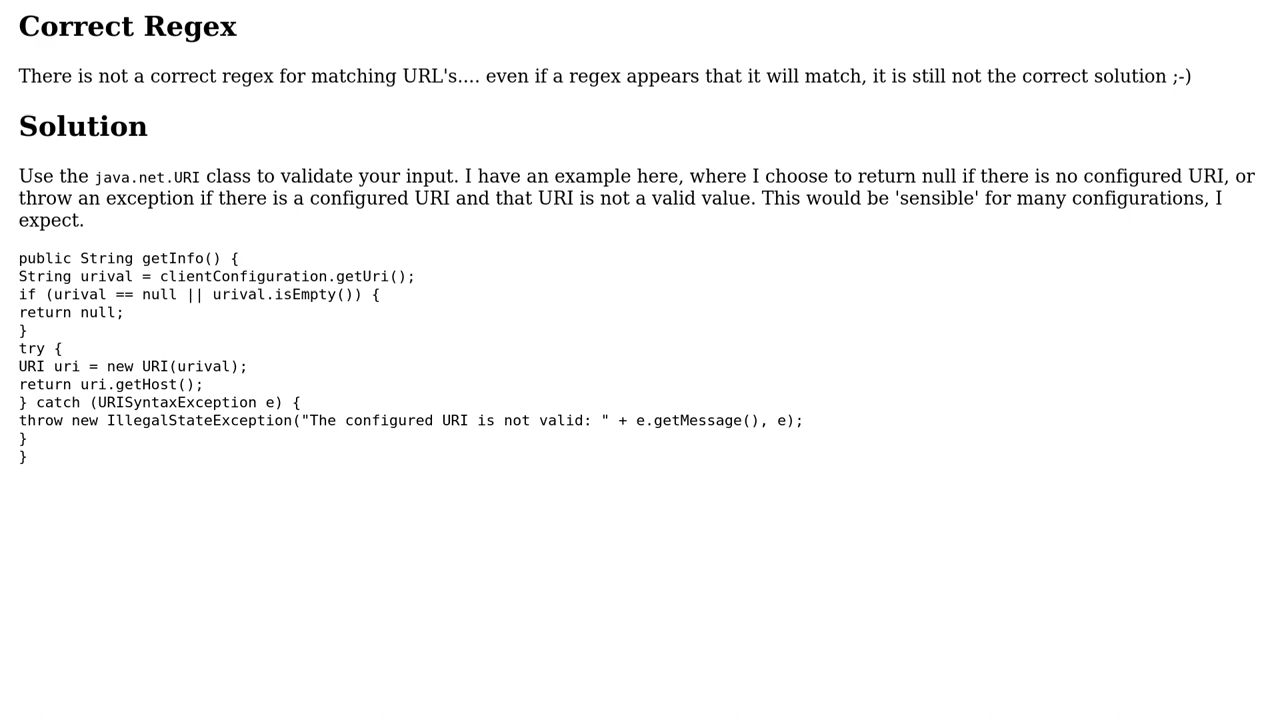 Correct Regex
There is not a correct regex for matching URL's.... even if a regex appears that it will match, it is still not the correct solution ;-)
Solution
Use the java.net.URI class to validate your input. I have an example here, where I choose to return null if there is no configured URI, or
throw an exception if there is a configured URI and that URI is not a valid value. This would be 'sensible' for many configurations, I
expect.
public String getInfo() {
String urival = clientConfiguration.getUri();
if (urival == null || urival.isEmpty()) {
return null;
}
try {
URI uri = new URI(urival);
return uri.getHost();
} catch (URISyntaxException e) {
throw new IllegalStateException("The configured URI is not valid: " + e.getMessage(), e);
}
}